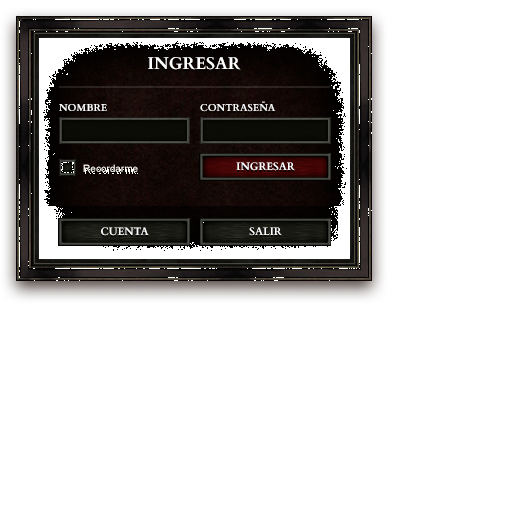 INGRESAR
NOMBRE CONTRASEÑA
Recordarme INGRESAR
CUENTA SALIR